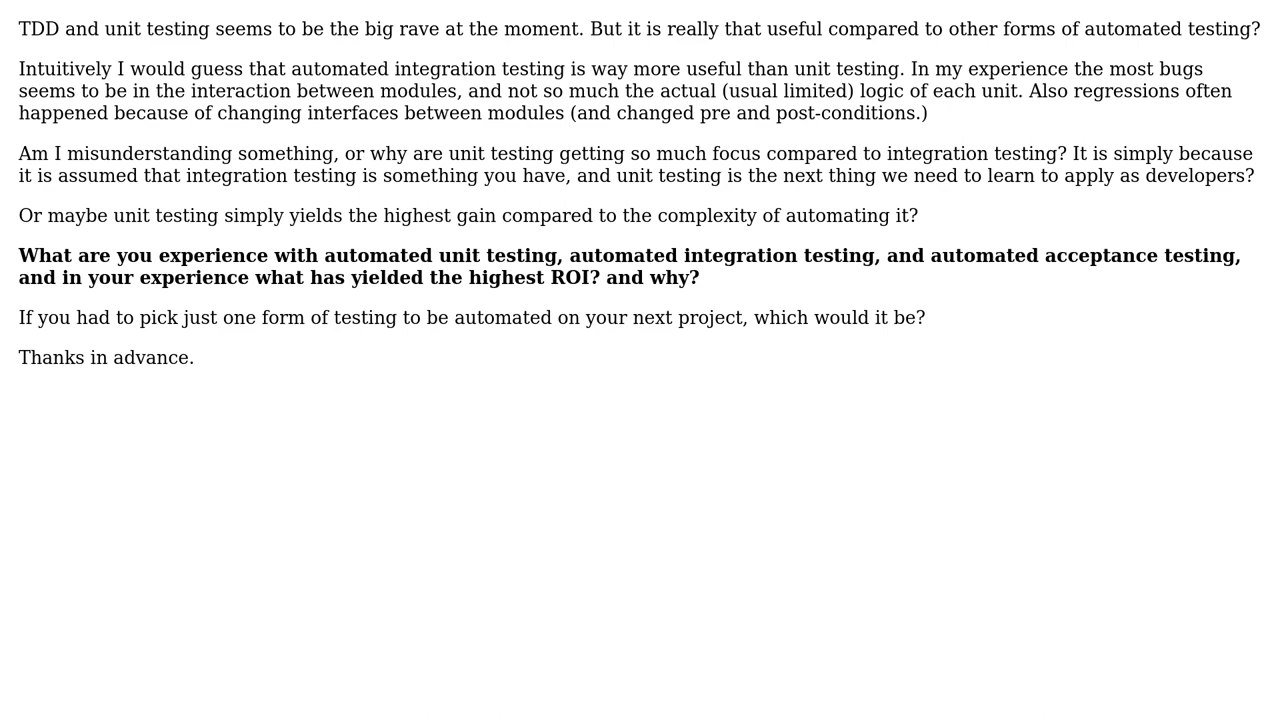 TDD and unit testing seems to be the big rave at the moment. But it is really that useful compared to other forms of automated testing?
Intuitively I would guess that automated integration testing is way more useful than unit testing. In my experience the most bugs
seems to be in the interaction between modules, and not so much the actual (usual limited) logic of each unit. Also regressions often
happened because of changing interfaces between modules (and changed pre and post-conditions.)
Am I misunderstanding something, or why are unit testing getting so much focus compared to integration testing? It is simply because
it is assumed that integration testing is something you have, and unit testing is the next thing we need to learn to apply as developers?
Or maybe unit testing simply yields the highest gain compared to the complexity of automating it?
What are you experience with automated unit testing, automated integration testing, and automated acceptance testing,
and in your experience what has yielded the highest ROI? and why?
If you had to pick just one form of testing to be automated on your next project, which would it be?
Thanks in advance.